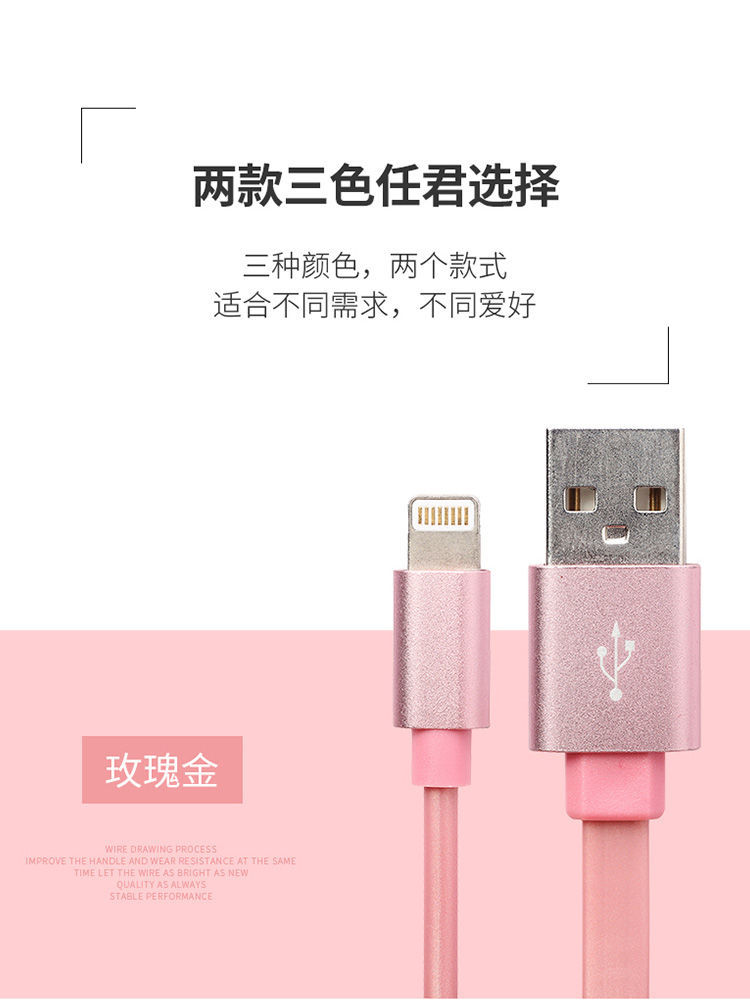 两款三色任君选择
三种颜色，两个款式
适合不同需求，不同爱好
玫瑰金
WIRE DRAWING PROCESS
IMPROVE THE HANDLE AND WEAR RESISTANCE AT THE SAME
TIME LET THE WIRE AS BRIGHT AS NEW
QUALITY AS ALWAYS
STABLE PERFORMANCE